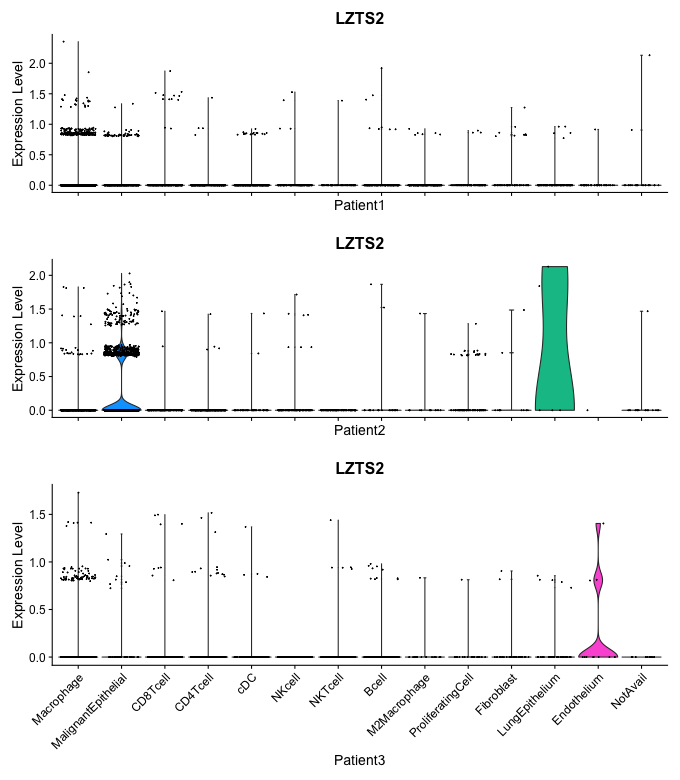 LZTS2
Expression Level
2.0
1.5
1.0
0.5
0.0
Patient1
LZTS2
Expression Level
2.0
1.5
1.0
0.5
0.0
Patient2
LZTS2
Expression Level
1.5
1.0
0.5
0.0
Macrophage
MalignantEpithelial
CD8Tcell
CD4Tcell
cDC
NKcell
NKTcell
Bcell
M2Macrophage
ProliferatingCell
Fibroblast
LungEpithelium
Endothelium
NotAvail
Patient3